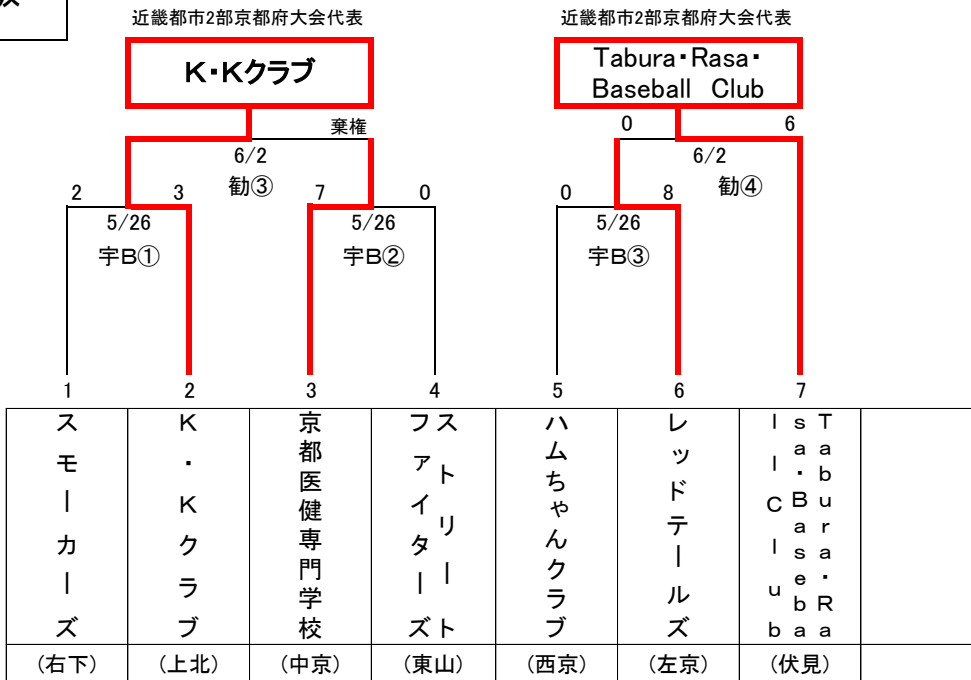 近畿都市2部京都府大会代表
近畿都市2部京都府大会代表
K・Kクラブ
Tabura・Rasa・
Baseball Club
棄権
0
6
6/2
6/2
勧③
勧④
2
3
7
0
0
8
5/26
5/26
5/26
宇B①
宇B②
宇B③
1
2
3
4
5
6
7
スモーカーズ
K・Kクラブ
京都医健専門学校
ストリート
ファイターズ
ハムちゃんクラブ
レッドテールズ
Tabura・Ra
sa・Baseba
ll Club
(右下)
(上北)
(中京)
(東山)
(西京)
(左京)
(伏見)